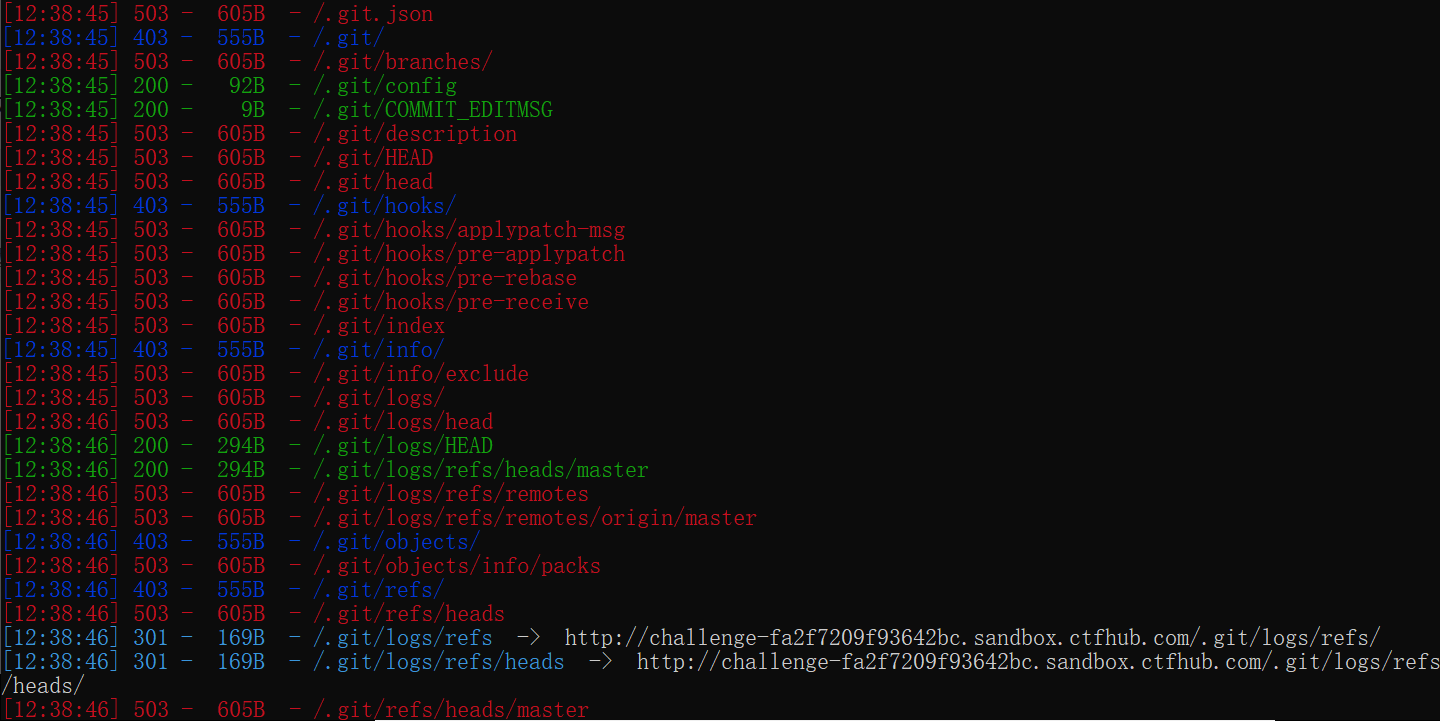 [12:38:45] 503 -  605B  - /.git.json
[12:38:45] 403 -  555B  - /.git/
[12:38:45] 503 -  605B  - /.git/branches/
[12:38:45] 200 -   92B  - /.git/config
[12:38:45] 200 -    9B  - /.git/COMMIT_EDITMSG
[12:38:45] 503 -  605B  - /.git/description
[12:38:45] 503 -  605B  - /.git/HEAD
[12:38:45] 503 -  605B  - /.git/head
[12:38:45] 403 -  555B  - /.git/hooks/
[12:38:45] 503 -  605B  - /.git/hooks/applypatch-msg
[12:38:45] 503 -  605B  - /.git/hooks/pre-applypatch
[12:38:45] 503 -  605B  - /.git/hooks/pre-rebase
[12:38:45] 503 -  605B  - /.git/hooks/pre-receive
[12:38:45] 503 -  605B  - /.git/index
[12:38:45] 403 -  555B  - /.git/info/
[12:38:45] 503 -  605B  - /.git/info/exclude
[12:38:45] 503 -  605B  - /.git/logs/
[12:38:46] 503 -  605B  - /.git/logs/head
[12:38:46] 200 -  294B  - /.git/logs/HEAD
[12:38:46] 200 -  294B  - /.git/logs/refs/heads/master
[12:38:46] 503 -  605B  - /.git/logs/refs/remotes
[12:38:46] 503 -  605B  - /.git/logs/refs/remotes/origin/master
[12:38:46] 403 -  555B  - /.git/objects/
[12:38:46] 503 -  605B  - /.git/objects/info/packs
[12:38:46] 403 -  555B  - /.git/refs/
[12:38:46] 503 -  605B  - /.git/refs/heads
[12:38:46] 301 -  169B  - /.git/logs/refs  ->  http://challenge-fa2f7209f93642bc.sandbox.ctfhub.com/.git/logs/refs/
[12:38:46] 301 -  169B  - /.git/logs/refs/heads  ->  http://challenge-fa2f7209f93642bc.sandbox.ctfhub.com/.git/logs/refs
/heads/
[12:38:46] 503 -  605B  - /.git/refs/heads/master